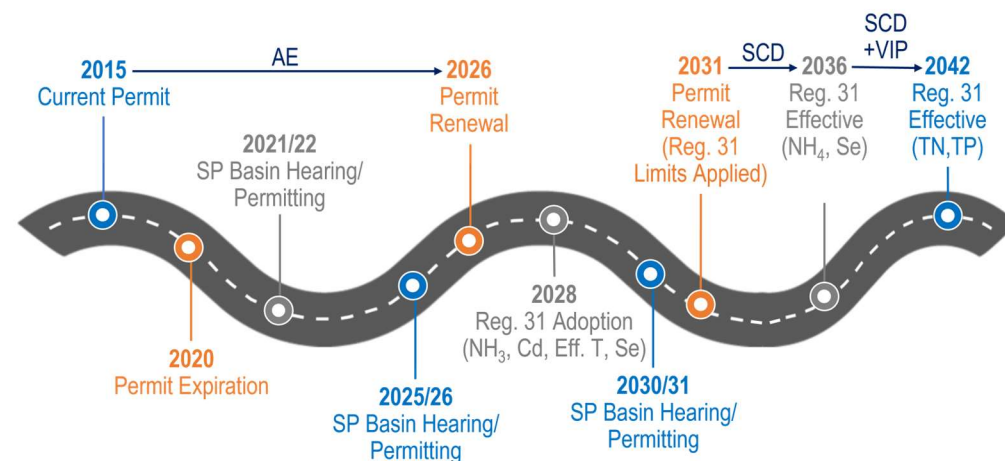 2015
Current Permit
AE
2026
Permit
Renewal
2021/22
SP Basin Hearing/
Permitting
2020
Permit Expiration
2025/26
SP Basin Hearing/
Permitting
2028
Reg. 31 Adoption
(NH₃, Cd, Eff. T, Se)
2030/31
SP Basin Hearing/
Permitting
2031
Permit
Renewal
(Reg. 31
Limits Applied)
SCD
2036
Reg. 31
Effective
(NH₄, Se)
SCD
+VIP
2042
Reg. 31
Effective
(TN,TP)